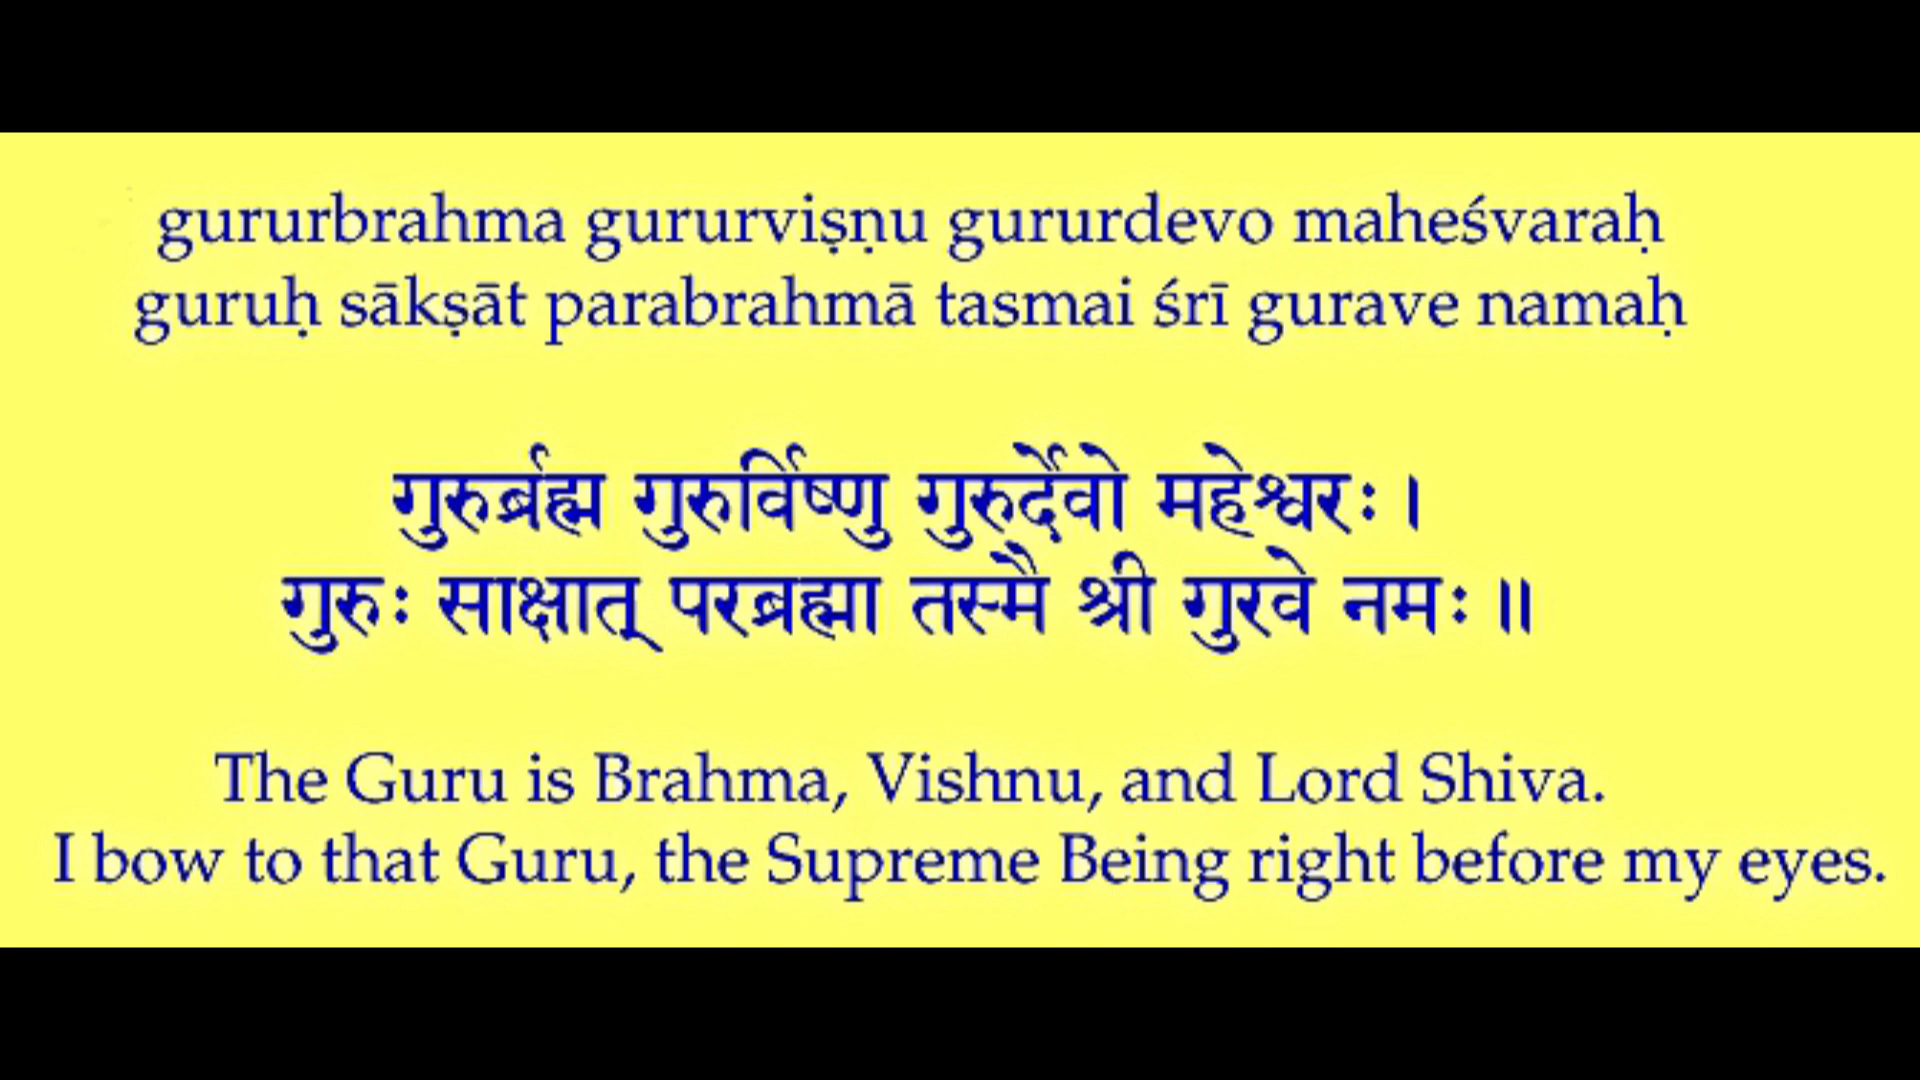 gururbrahma gururviṣṇu gururdevo maheśvaraḥ
guruḥ sākṣāt parabrahmā tasmai śrī gurave namaḥ
गुरुर्ब्रह्म गुरुर्विष्णु गुरुर्देवो महेश्वरः।
गुरुः साक्षात् परब्रह्मा तस्मै श्री गुरवे नमः॥
The Guru is Brahma, Vishnu, and Lord Shiva.
I bow to that Guru, the Supreme Being right before my eyes.